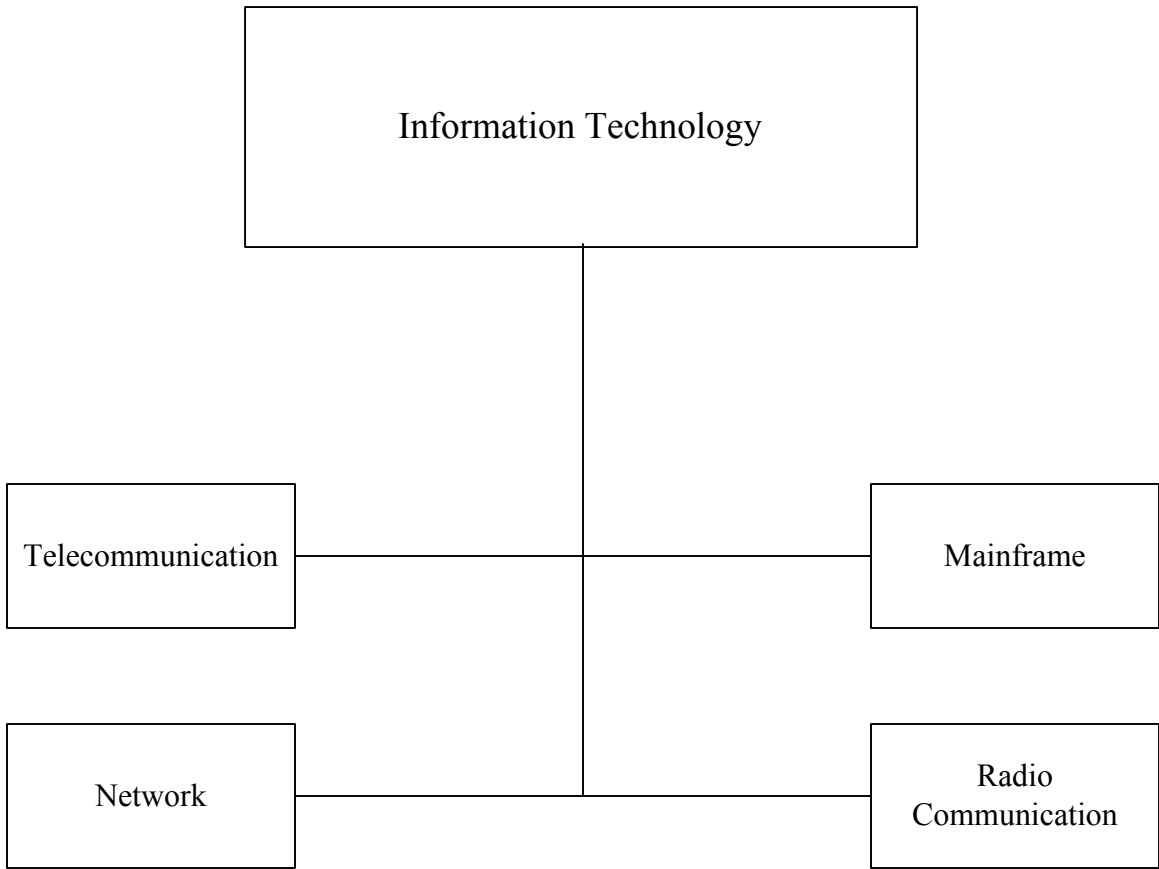 Information Technology
Telecommunication
Mainframe
Network
Radio
Communication